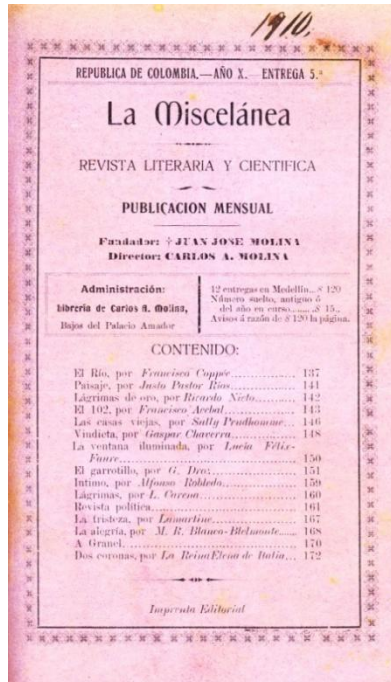 1910.
REPUBLICA DE COLOMBIA.—AÑO X.— ENTREGA 5.ª
La Miscelánea
REVISTA LITERARIA Y CIENTIFICA
PUBLICACION MENSUAL
Fundador: † JUAN JOSE MOLINA
Director: CARLOS A. MOLINA
Administración:
Librería de Carlos A. Molina,
Bajos del Palacio Amador
12 entregas en Medellín...$ 120
Número suelto, antiguo ó
del año en curso.......$ 15..
Avisos á razón de $ 120 la página.
CONTENIDO:
El Río, por Francisco Coppée................ 137
Paisaje, por Justo Pastor Ríos............... 141
Lágrimas de oro, por Ricardo Nieto........ 142
El 102, por Francisco Acebal............... 143
Las casas viejas, por Sully Prudhomme... 146
Vindicta, por Gaspar Chaverra............. 148
La ventana iluminada, por Lucía Félix-
Faure.......................... 150
El garrotillo, por G. Droz.................. 151
Intimo, por Alfonso Robledo............... 159
Lágrimas, por L. Carena................... 160
Revista política............................ 161
La tristeza, por Lamartine................. 167
La alegría, por M. R. Blanco-Belmonte...... 168
A Granel................................... 170
Dos coronas, por La Reina Elena de Italia... 172
Imprenta Editorial